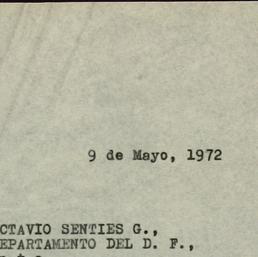 9 de Mayo, 1972
CTAVIO SENTIES G.,
EPARTAMENTO DEL D. F.,